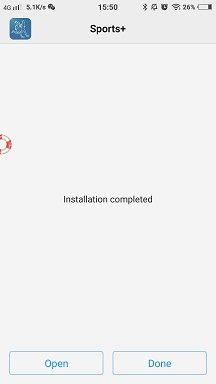 4G 5.1K/s 15:50 26%
Sports+
Installation completed
Open Done